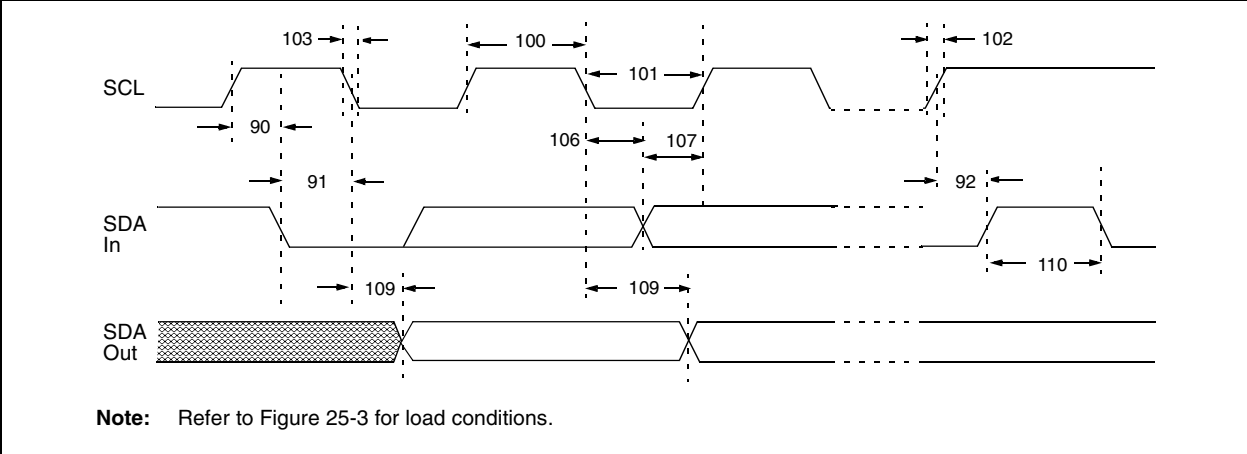 103
100
102
SCL
101
90
106
107
91
92
SDA
In
110
109
109
SDA
Out
Note: Refer to Figure 25-3 for load conditions.